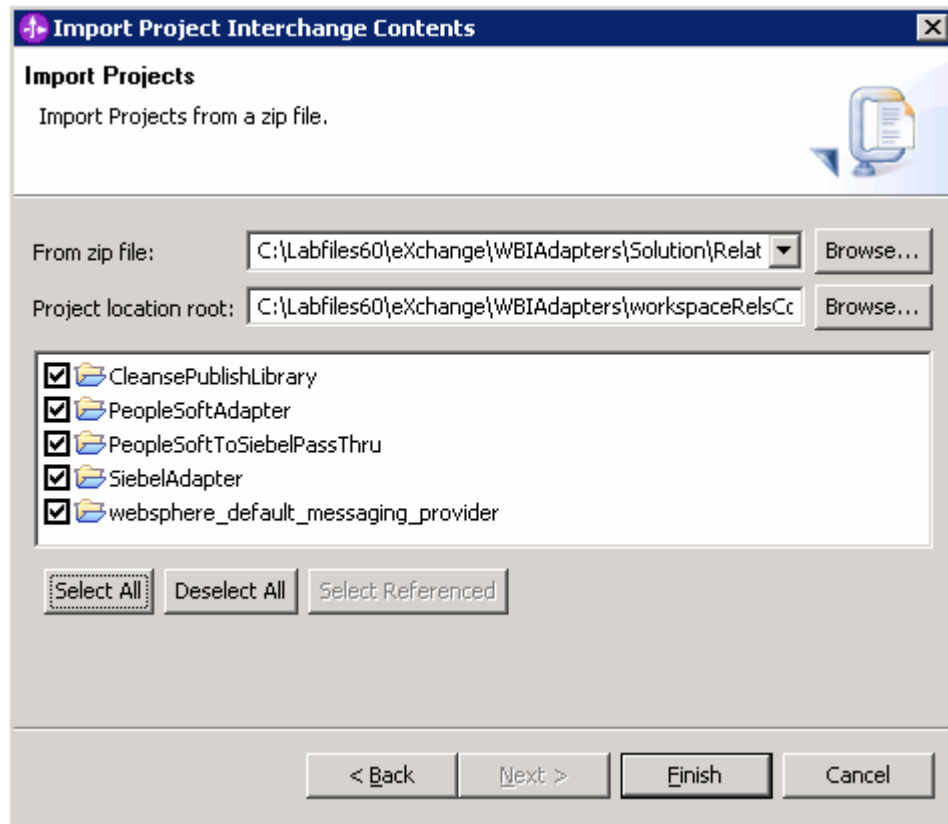 Import Project Interchange Contents
Import Projects
Import Projects from a zip file.
From zip file: C:\Labfiles60\eXchange\WBIAdapters\Solution\Relat Browse...
Project location root: C:\Labfiles60\eXchange\WBIAdapters\workspaceRelsCo Browse...
CleansePublishLibrary
PeopleSoftAdapter
PeopleSoftToSiebelPassThru
SiebelAdapter
websphere_default_messaging_provider
Select All Deselect All Select Referenced
< Back Next > Finish Cancel